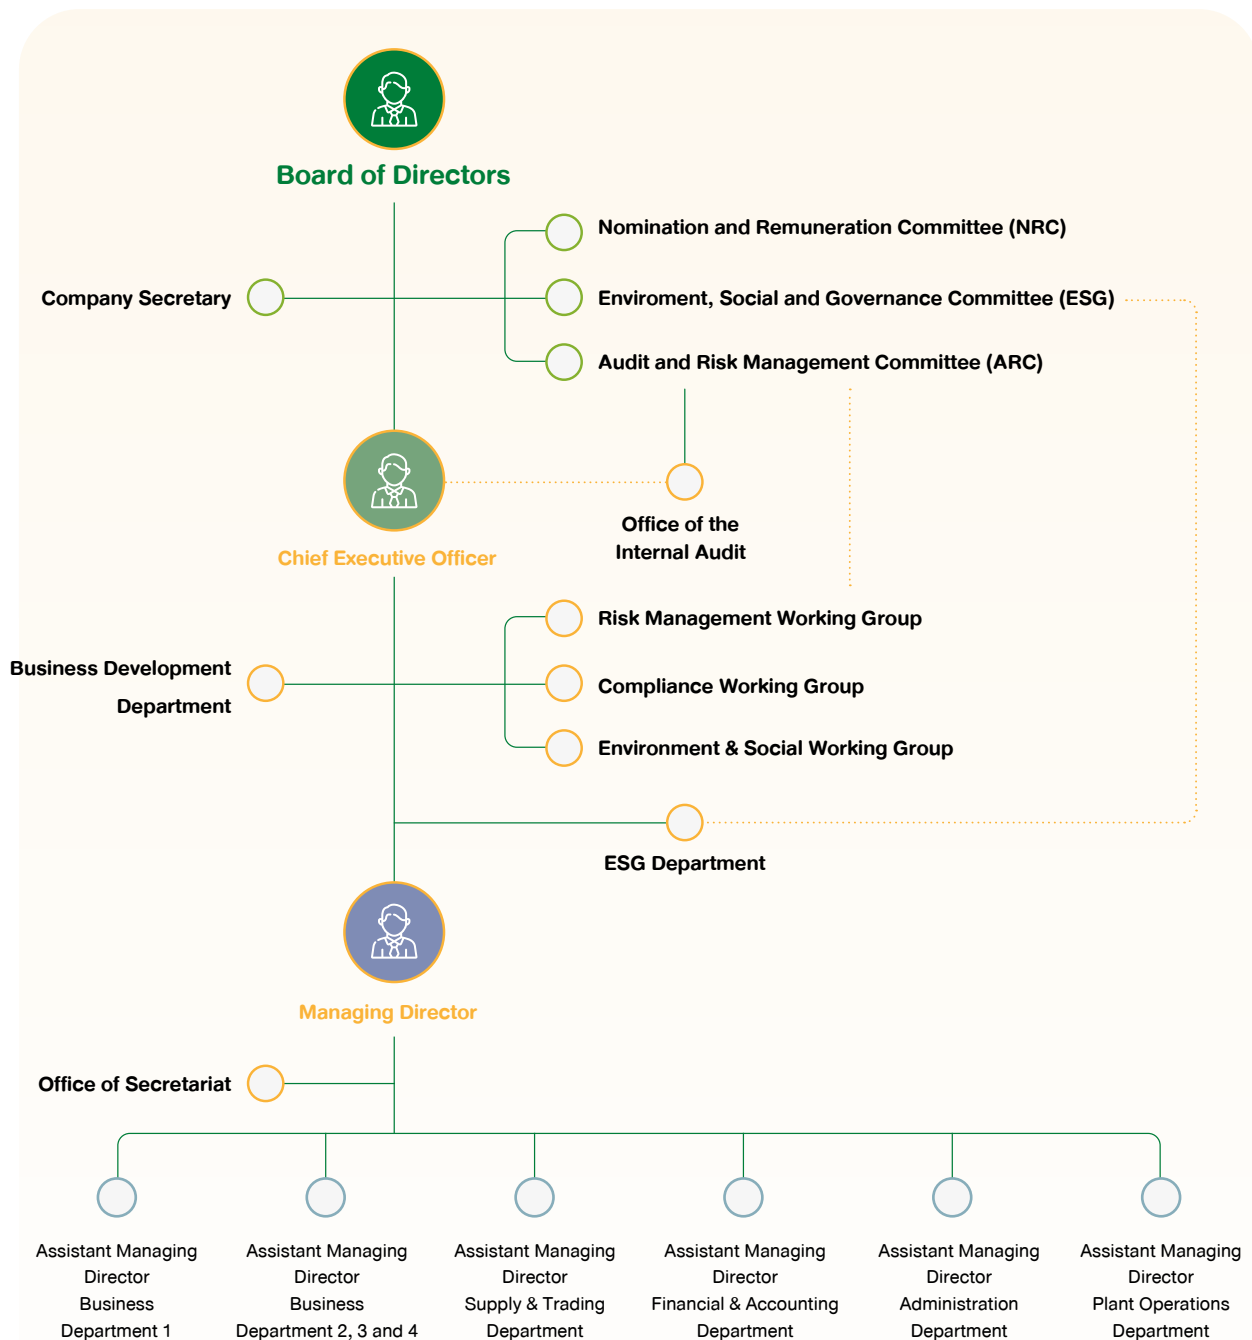 Board of Directors
Nomination and Remuneration Committee (NRC)
Company Secretary
Enviroment, Social and Governance Committee (ESG)
Audit and Risk Management Committee (ARC)
Office of the
Internal Audit
Chief Executive Officer
Risk Management Working Group
Business Development
Department
Compliance Working Group
Environment & Social Working Group
ESG Department
Managing Director
Office of Secretariat
Assistant Managing
Director
Business
Department 1
Assistant Managing
Director
Business
Department 2, 3 and 4
Assistant Managing
Director
Supply & Trading
Department
Assistant Managing
Director
Financial & Accounting
Department
Assistant Managing
Director
Administration
Department
Assistant Managing
Director
Plant Operations
Department